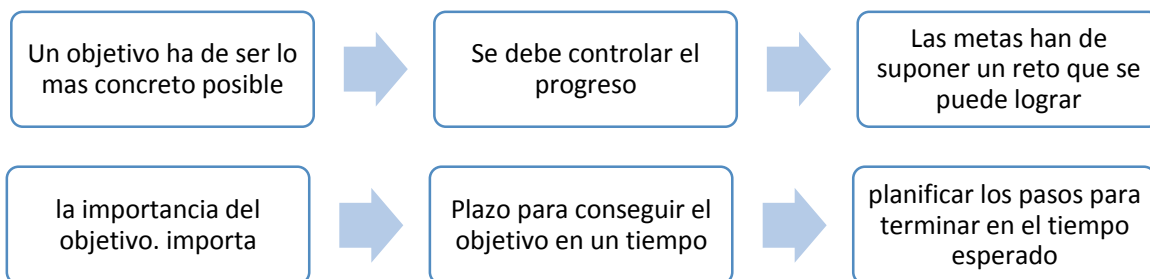 Un objetivo ha de ser lo
mas concreto posible
Se debe controlar el
progreso
Las metas han de
suponer un reto que se
puede lograr
la importancia del
objetivo. importa
Plazo para conseguir el
objetivo en un tiempo
planificar los pasos para
terminar en el tiempo
esperado